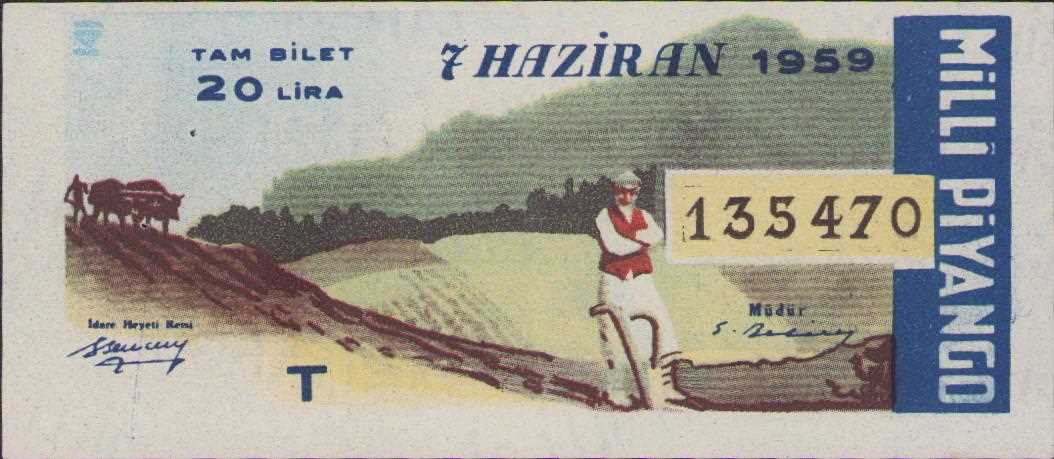 TAM BİLET
20 LİRA
7 HAZİRAN 1959
MİLLİ PİYANGO
135470
İdare Heyeti Reisi
Müdür
T